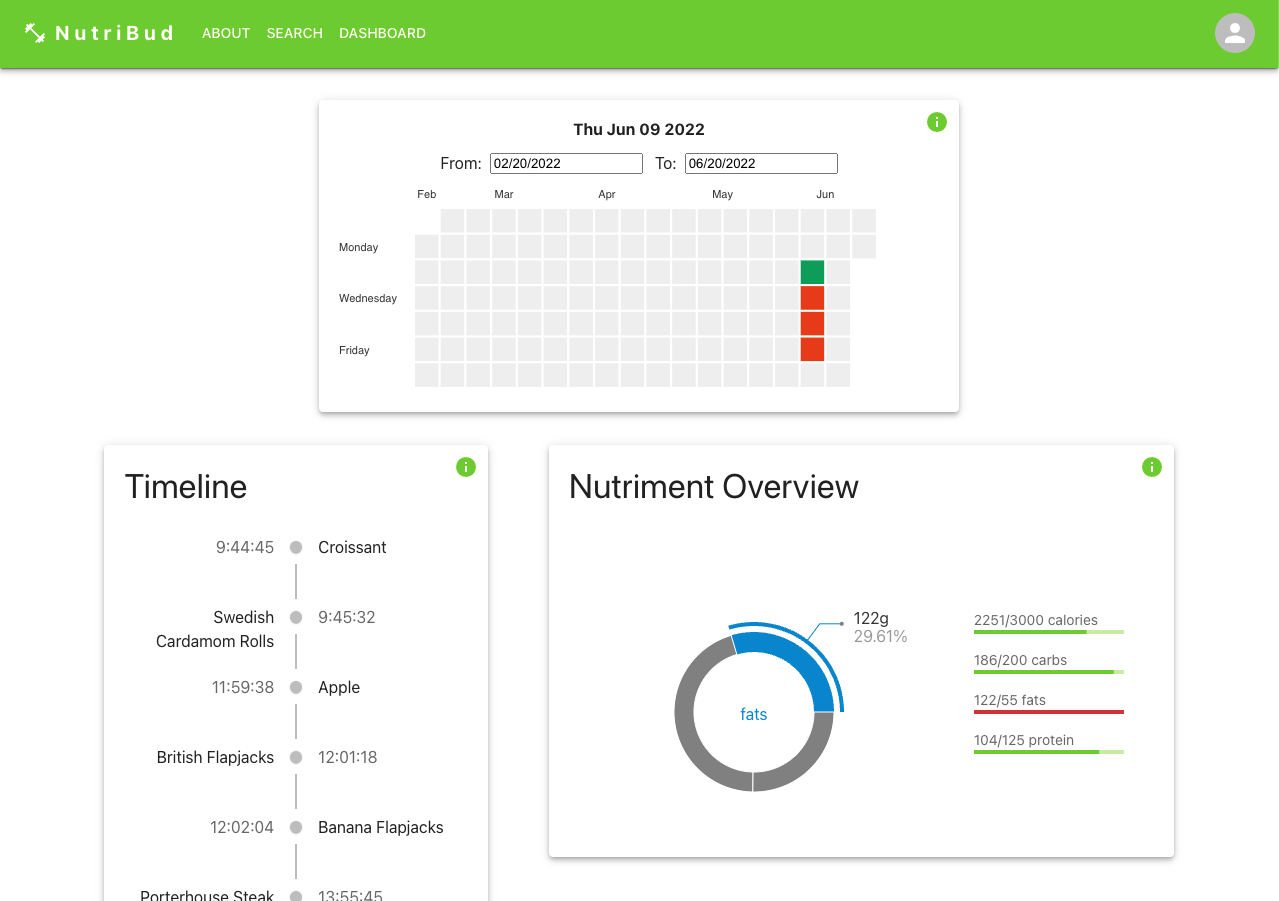 NutriBud ABOUT SEARCH DASHBOARD
Thu Jun 09 2022
From: 02/20/2022 To: 06/20/2022
Feb Mar Apr May Jun
Monday
Wednesday
Friday
Timeline
9:44:45 Croissant
Swedish
Cardamom Rolls
9:45:32
11:59:38 Apple
British Flapjacks 12:01:18
12:02:04 Banana Flapjacks
Porterhouse Steak 13:55:45
Nutriment Overview
122g
29.61%
fats
2251/3000 calories
186/200 carbs
122/55 fats
104/125 protein